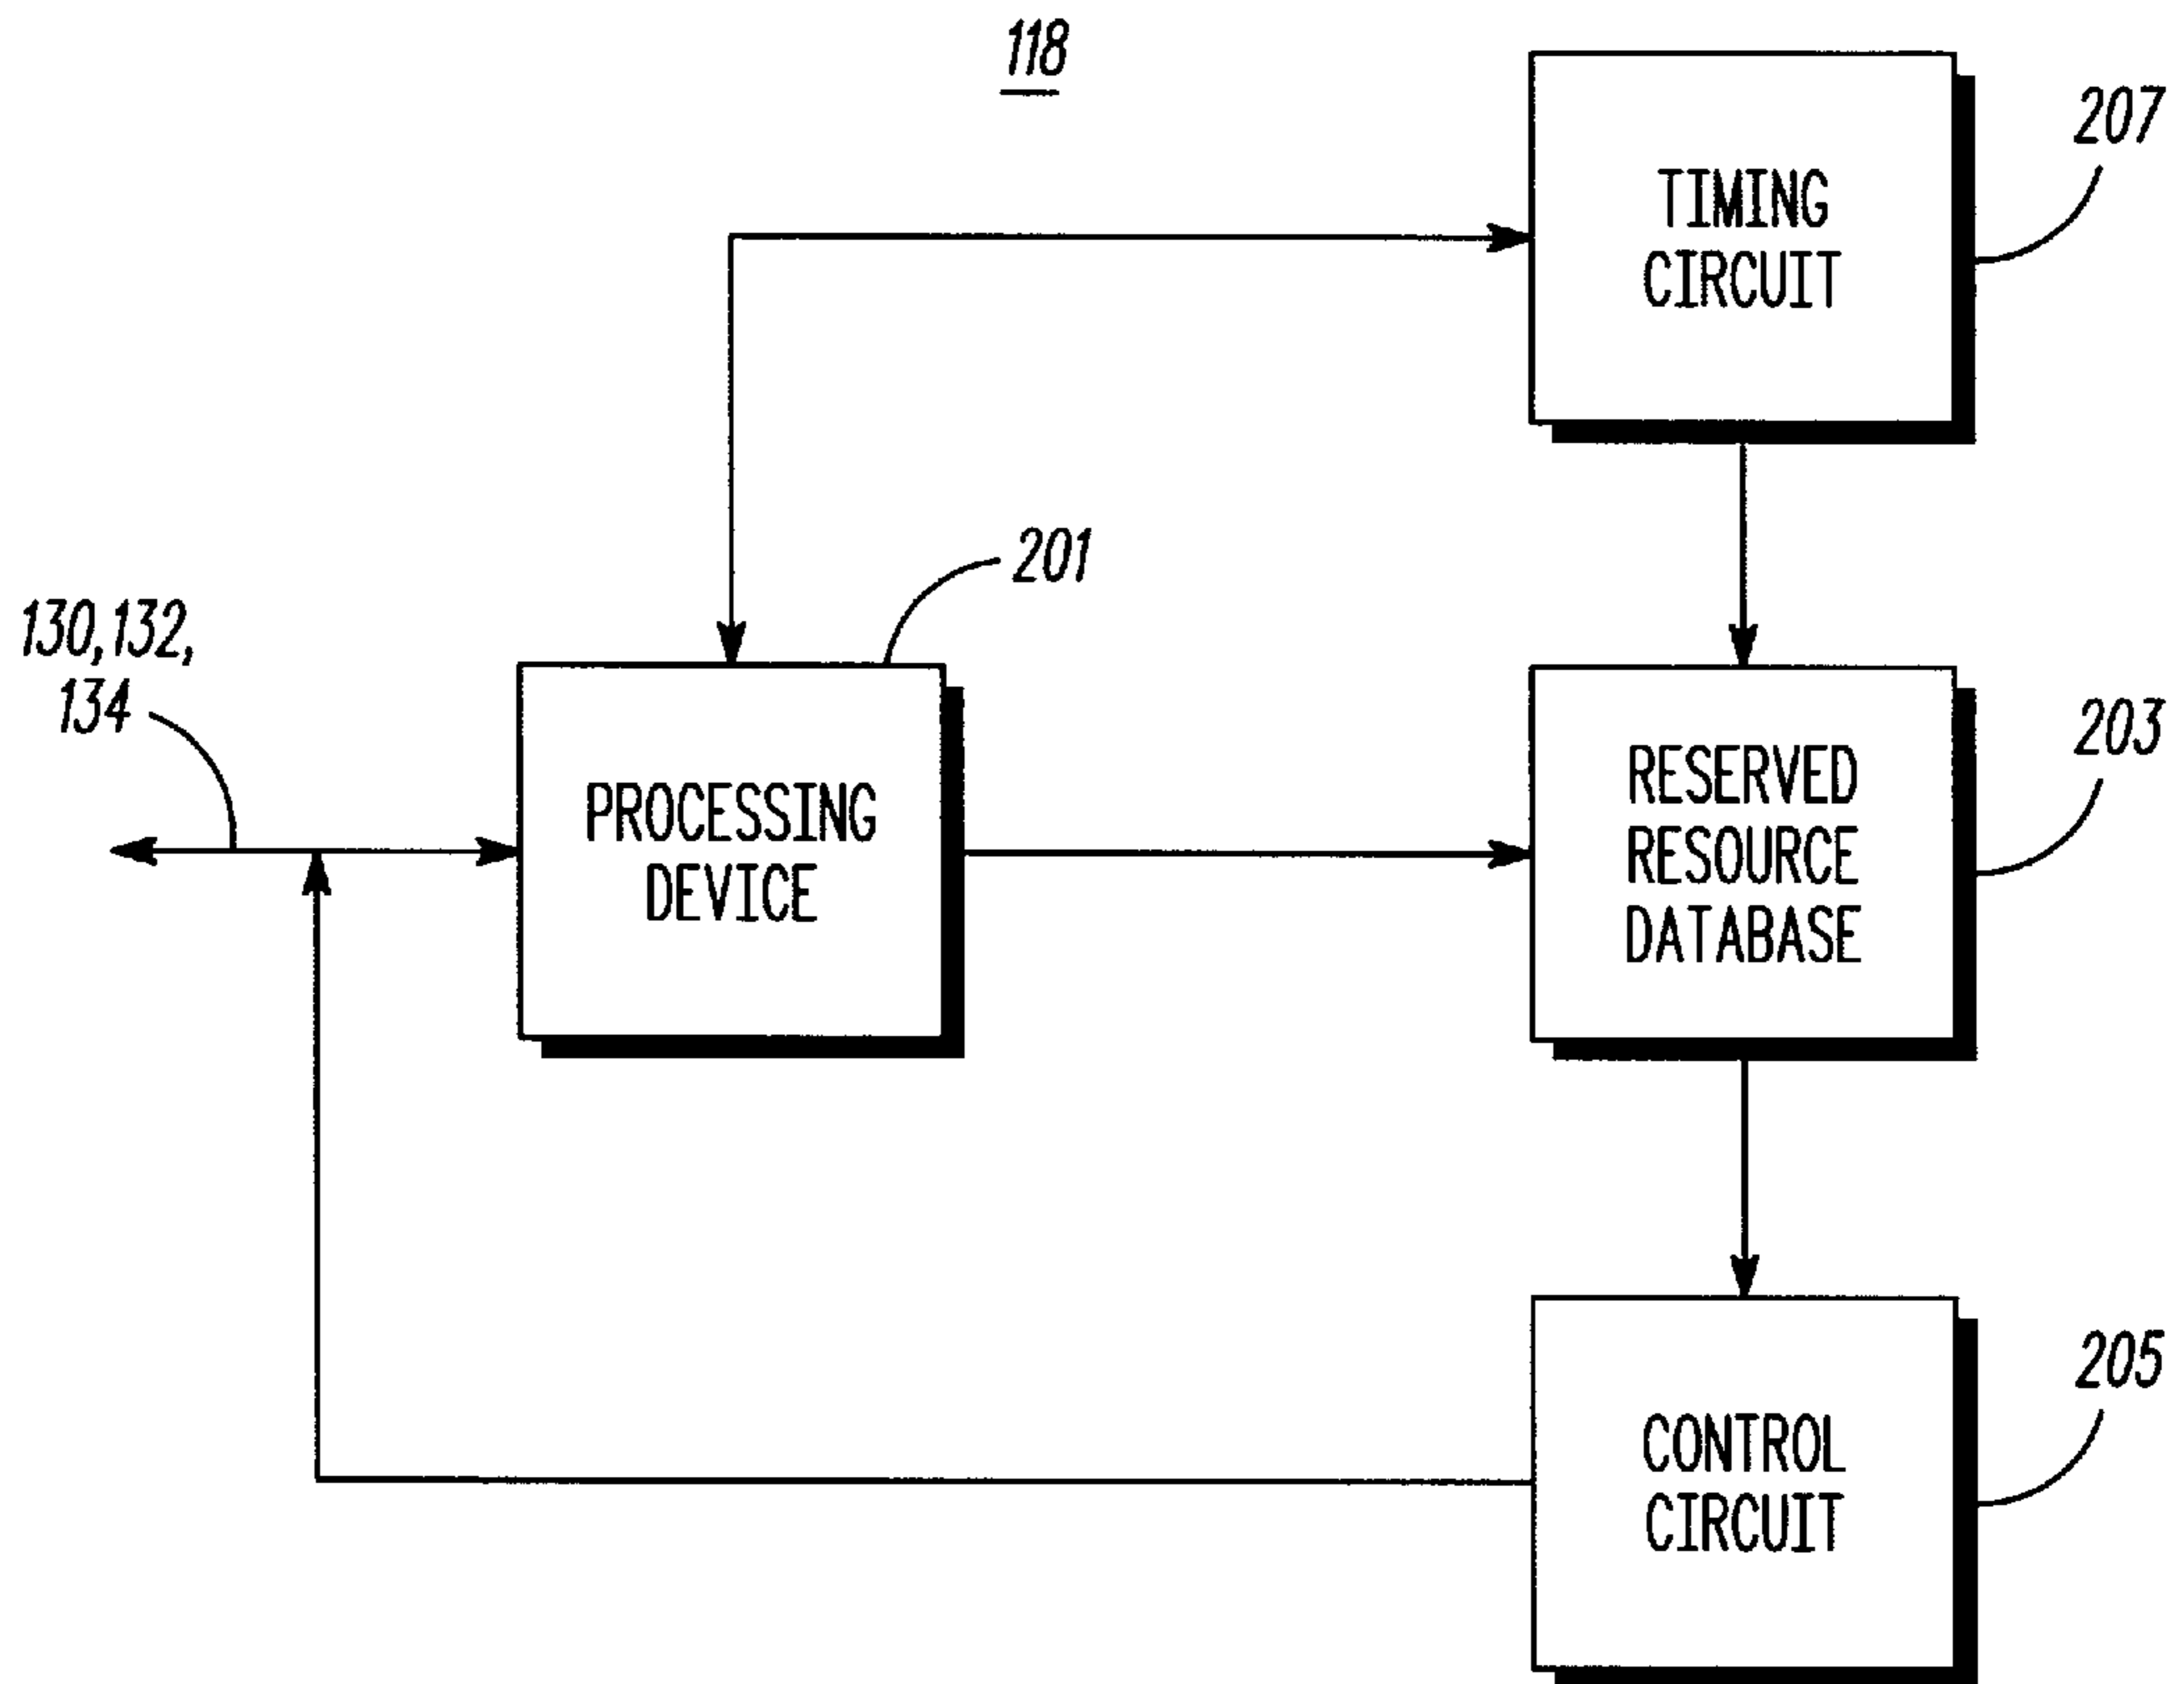 118
207
TIMING
CIRCUIT
201
130,132,
134
PROCESSING
DEVICE
203
RESERVED
RESOURCE
DATABASE
205
CONTROL
CIRCUIT